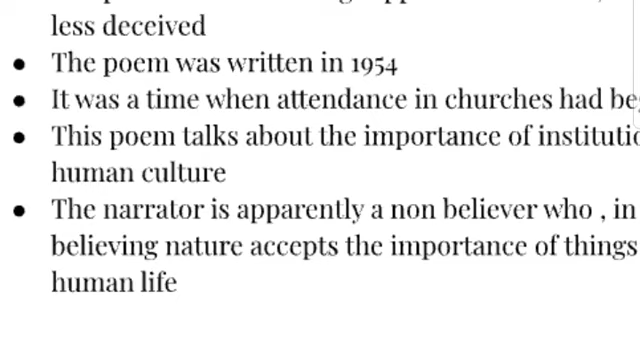 less deceived
● The poem was written in 1954
● It was a time when attendance in churches had
● This poem talks about the importance of
human culture
● The narrator is apparently a non believer who , in
believing nature accepts the importance of things
human life